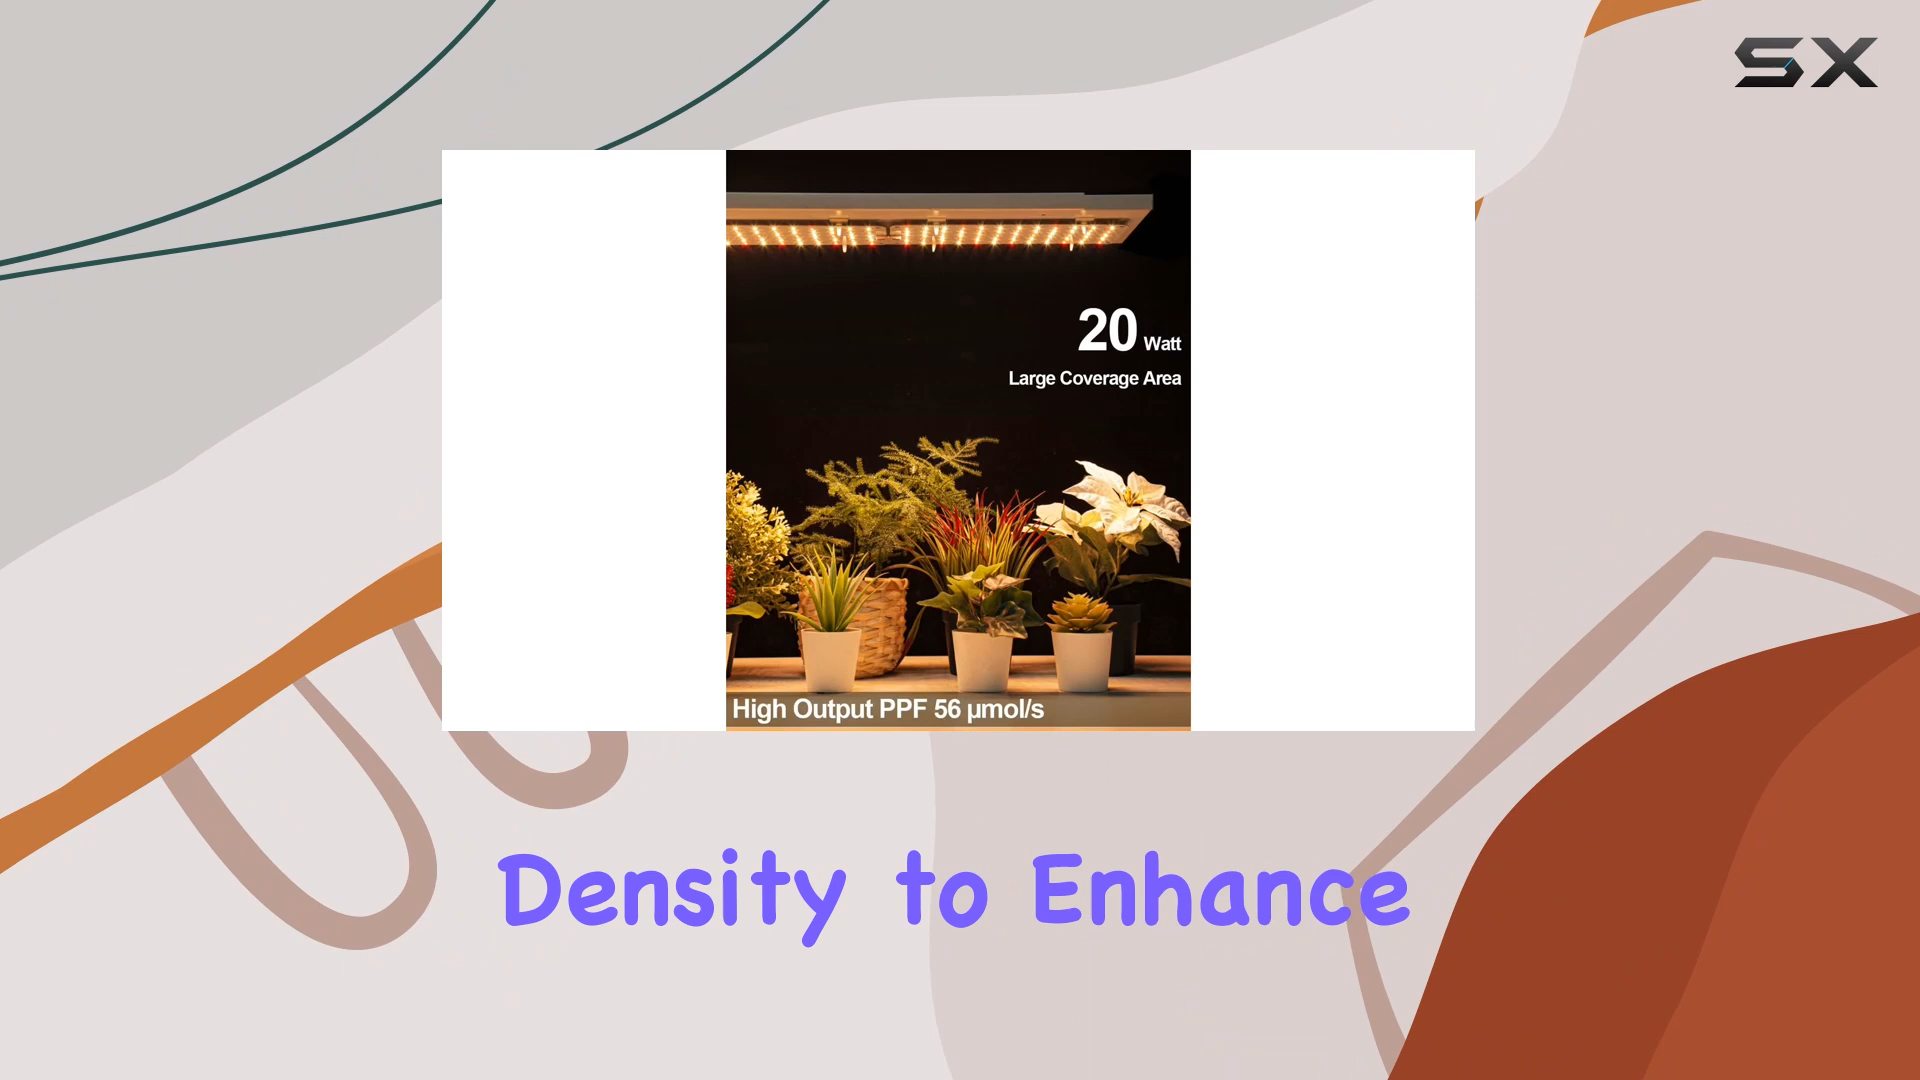 SX
20 Watt
Large Coverage Area
High Output PPF 56 µmol/s
Density to Enhance